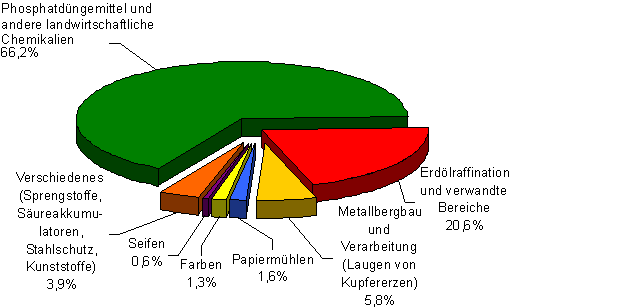 Phosphatdüngemittel und
andere landwirtschaftliche
Chemikalien
66,2%
Erdölraffination
und verwandte
Bereiche
20,6%
Metallbergbau
und
Verarbeitung
(Laugen von
Kupfererzen)
5,8%
Papiermühlen
1,6%
Farben
1,3%
Seifen
0,6%
Verschiedenes
(Sprengstoffe,
Säureakkumu-
latoren,
Stahlschutz,
Kunststoffe)
3,9%